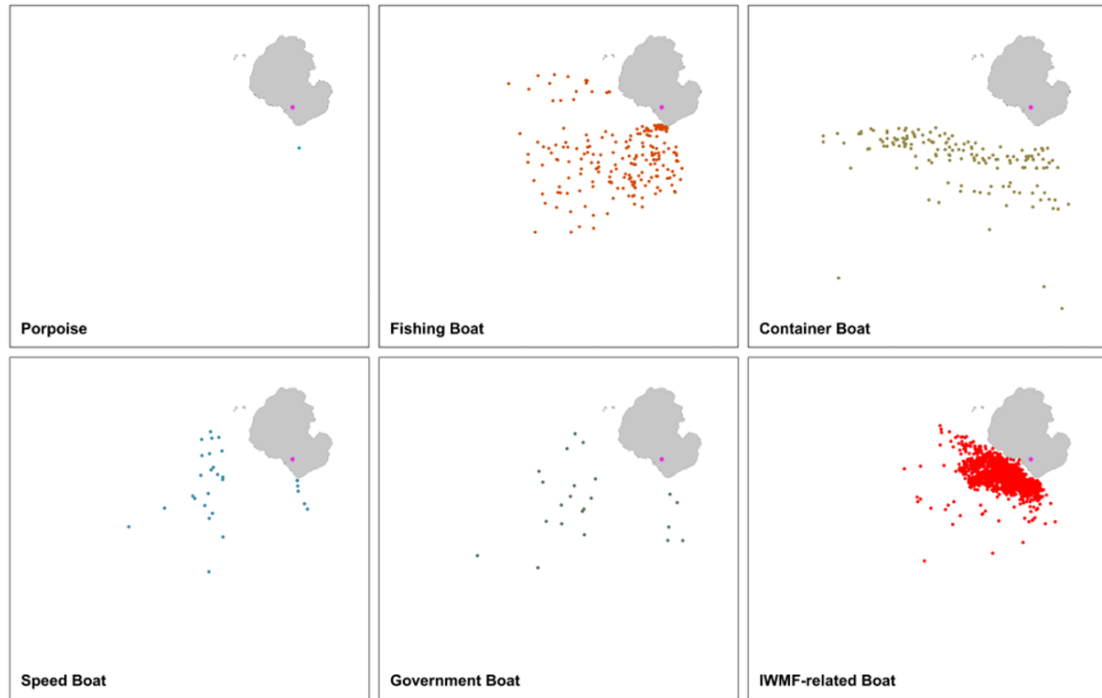 Porpoise
Fishing Boat
Container Boat
Speed Boat
Government Boat
IWMF-related Boat